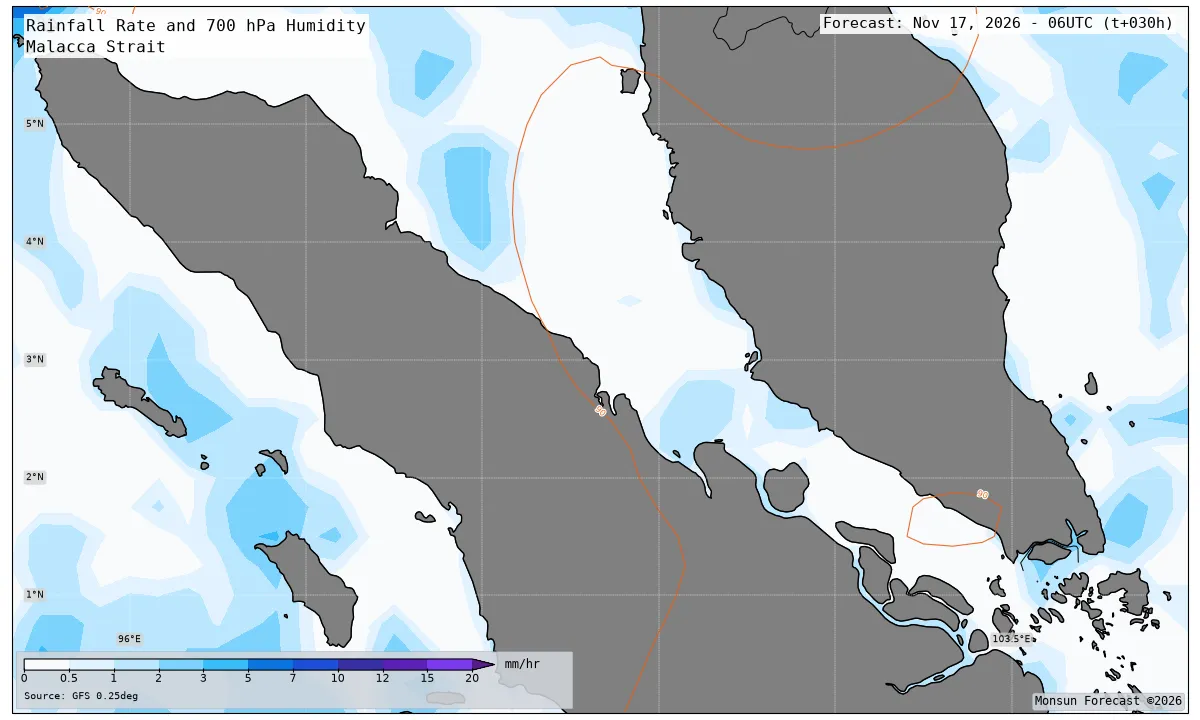 Rainfall Rate and 700 hPa Humidity
Malacca Strait
Forecast: Nov 17, 2026 - 06UTC (t+030h)
90
5°N
4°N
3°N
90
2°N
90
1°N
96°E
103.5°E
mm/hr
0 0.5 1 2 3 5 7 10 12 15 20
Source: GFS 0.25deg
Monsun Forecast ©2026